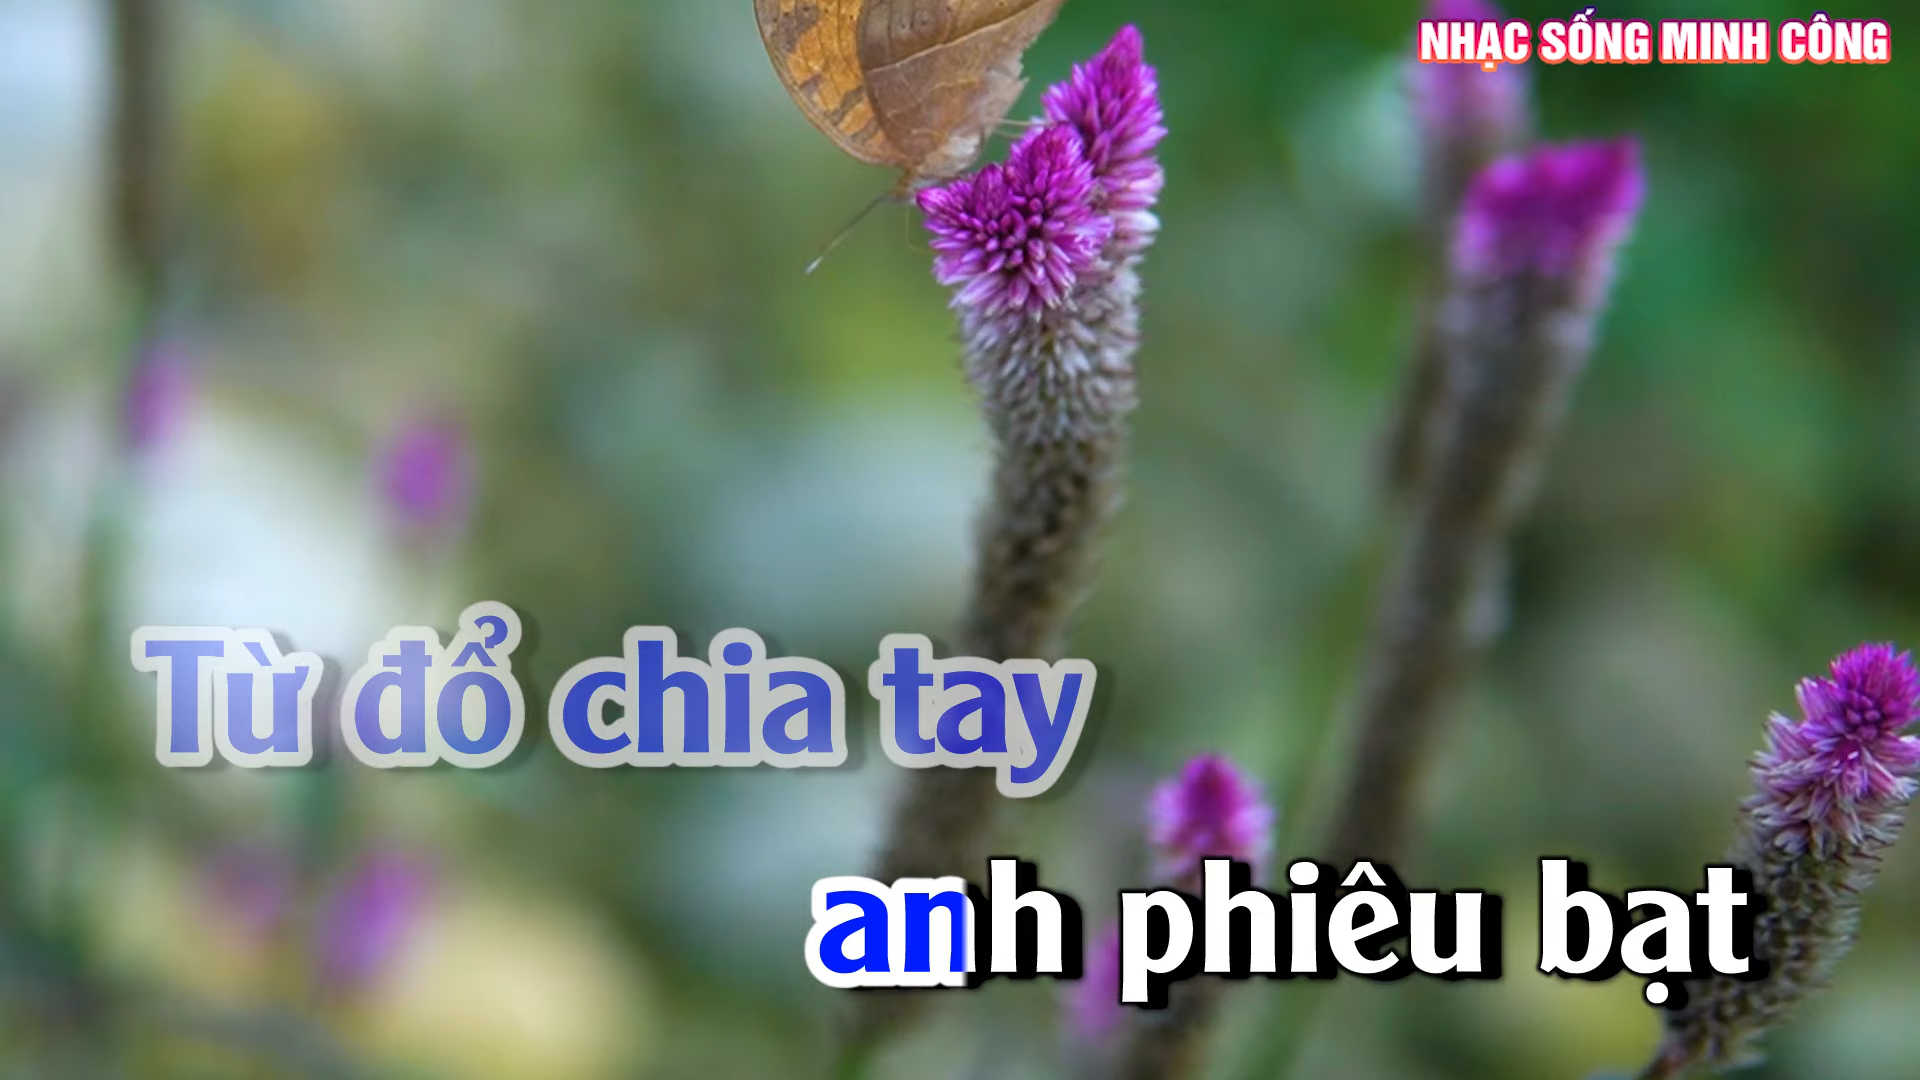 NHẠC SỐNG MINH CÔNG
Từ đổ chia tay
anh phiêu bạt